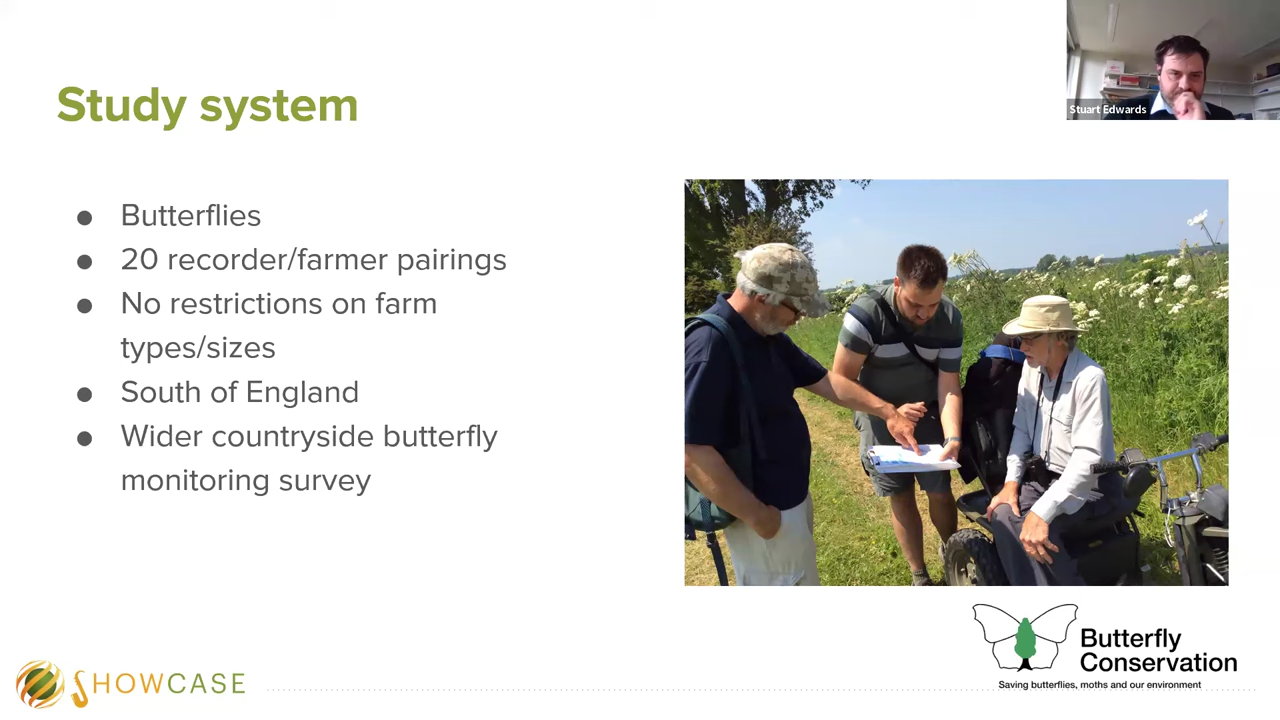 Study system
Stuart Edwards
● Butterflies
● 20 recorder/farmer pairings
● No restrictions on farm
types/sizes
● South of England
● Wider countryside butterfly
monitoring survey
Butterfly
Conservation
Saving butterflies, moths and our environment
SHOWCASE